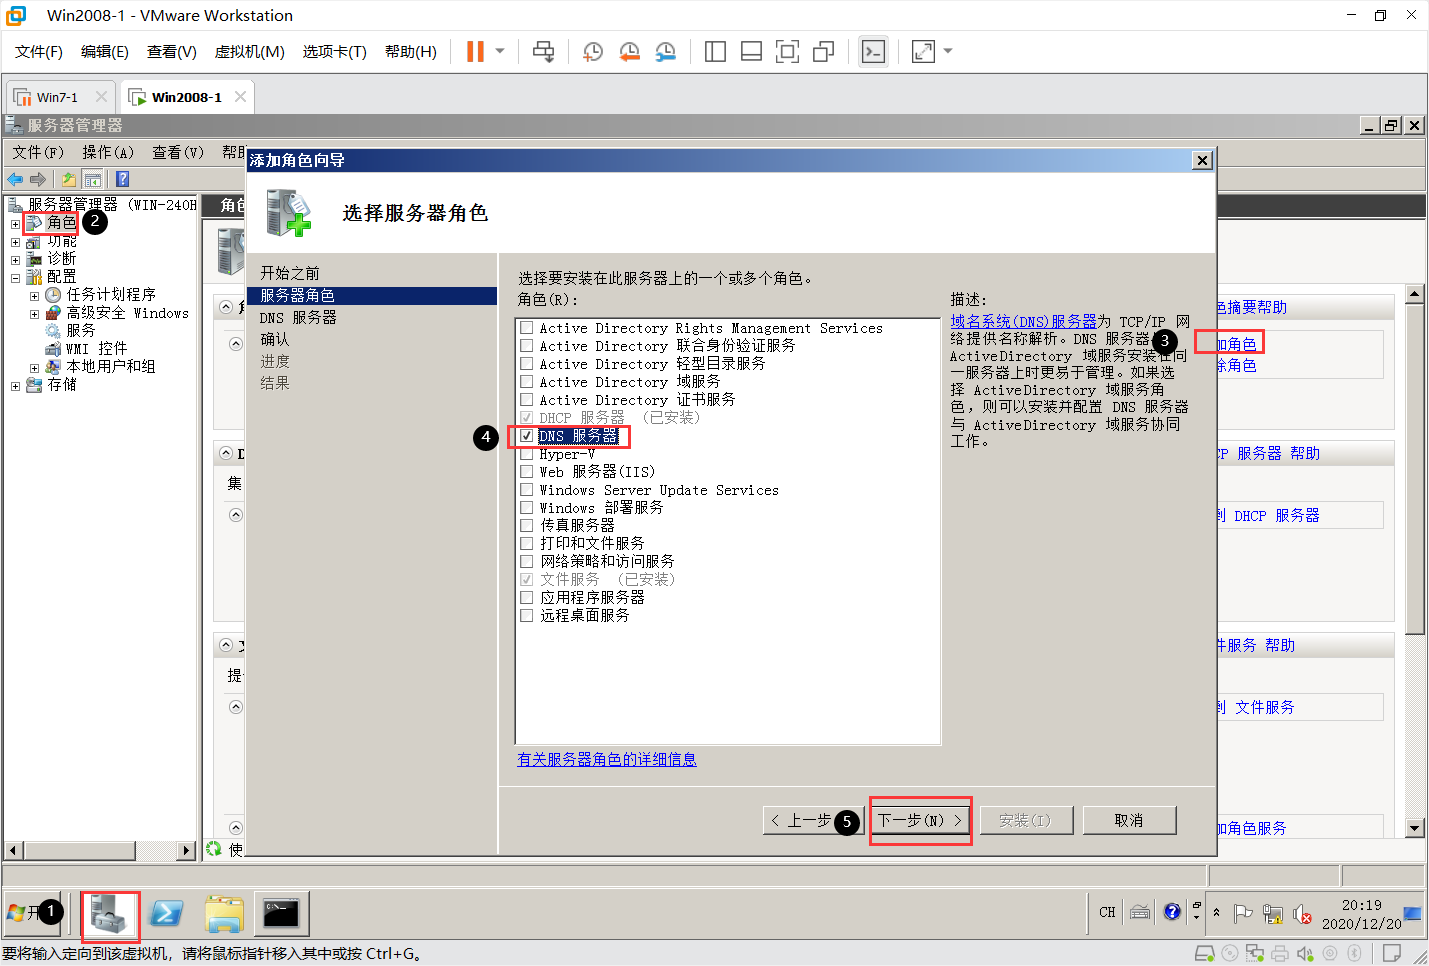 Win2008-1 - VMware Workstation
文件(F) 编辑(E) 查看(V) 虚拟机(M) 选项卡(T) 帮助(H)
Win7-1
Win2008-1
服务器管理器
文件(F) 操作(A) 查看(V) 帮
服务器管理器 (WIN-240H
角色
2
功能
诊断
配置
任务计划程序
高级安全 Windows
服务
WMI 控件
本地用户和组
存储
角色
集
提
使
添加角色向导
选择服务器角色
开始之前
服务器角色
DNS 服务器
确认
进度
结果
选择要安装在此服务器上的一个或多个角色。
角色(R):
Active Directory Rights Management Services
Active Directory 联合身份验证服务
Active Directory 轻型目录服务
Active Directory 域服务
Active Directory 证书服务
DHCP 服务器 (已安装)
4
DNS 服务器
Hyper-V
Web 服务器(IIS)
Windows Server Update Services
Windows 部署服务
传真服务器
打印和文件服务
网络策略和访问服务
文件服务 (已安装)
应用程序服务器
远程桌面服务
有关服务器角色的详细信息
描述:
域名系统(DNS)服务器为 TCP/IP 网
络提供名称解析。DNS 服务器
3
ActiveDirectory 域服务安装在同
一服务器上时更易于管理。如果选
择 ActiveDirectory 域服务角
色，则可以安装并配置 DNS 服务器
与 ActiveDirectory 域服务协同
工作。
< 上一步
5
下一步(N) >
安装(I)
取消
色摘要帮助
加角色
除角色
CP 服务器 帮助
到 DHCP 服务器
件服务 帮助
到 文件服务
加角色服务
开
1
CH
20:19
2020/12/20
要将输入定向到该虚拟机，请将鼠标指针移入其中或按 Ctrl+G。